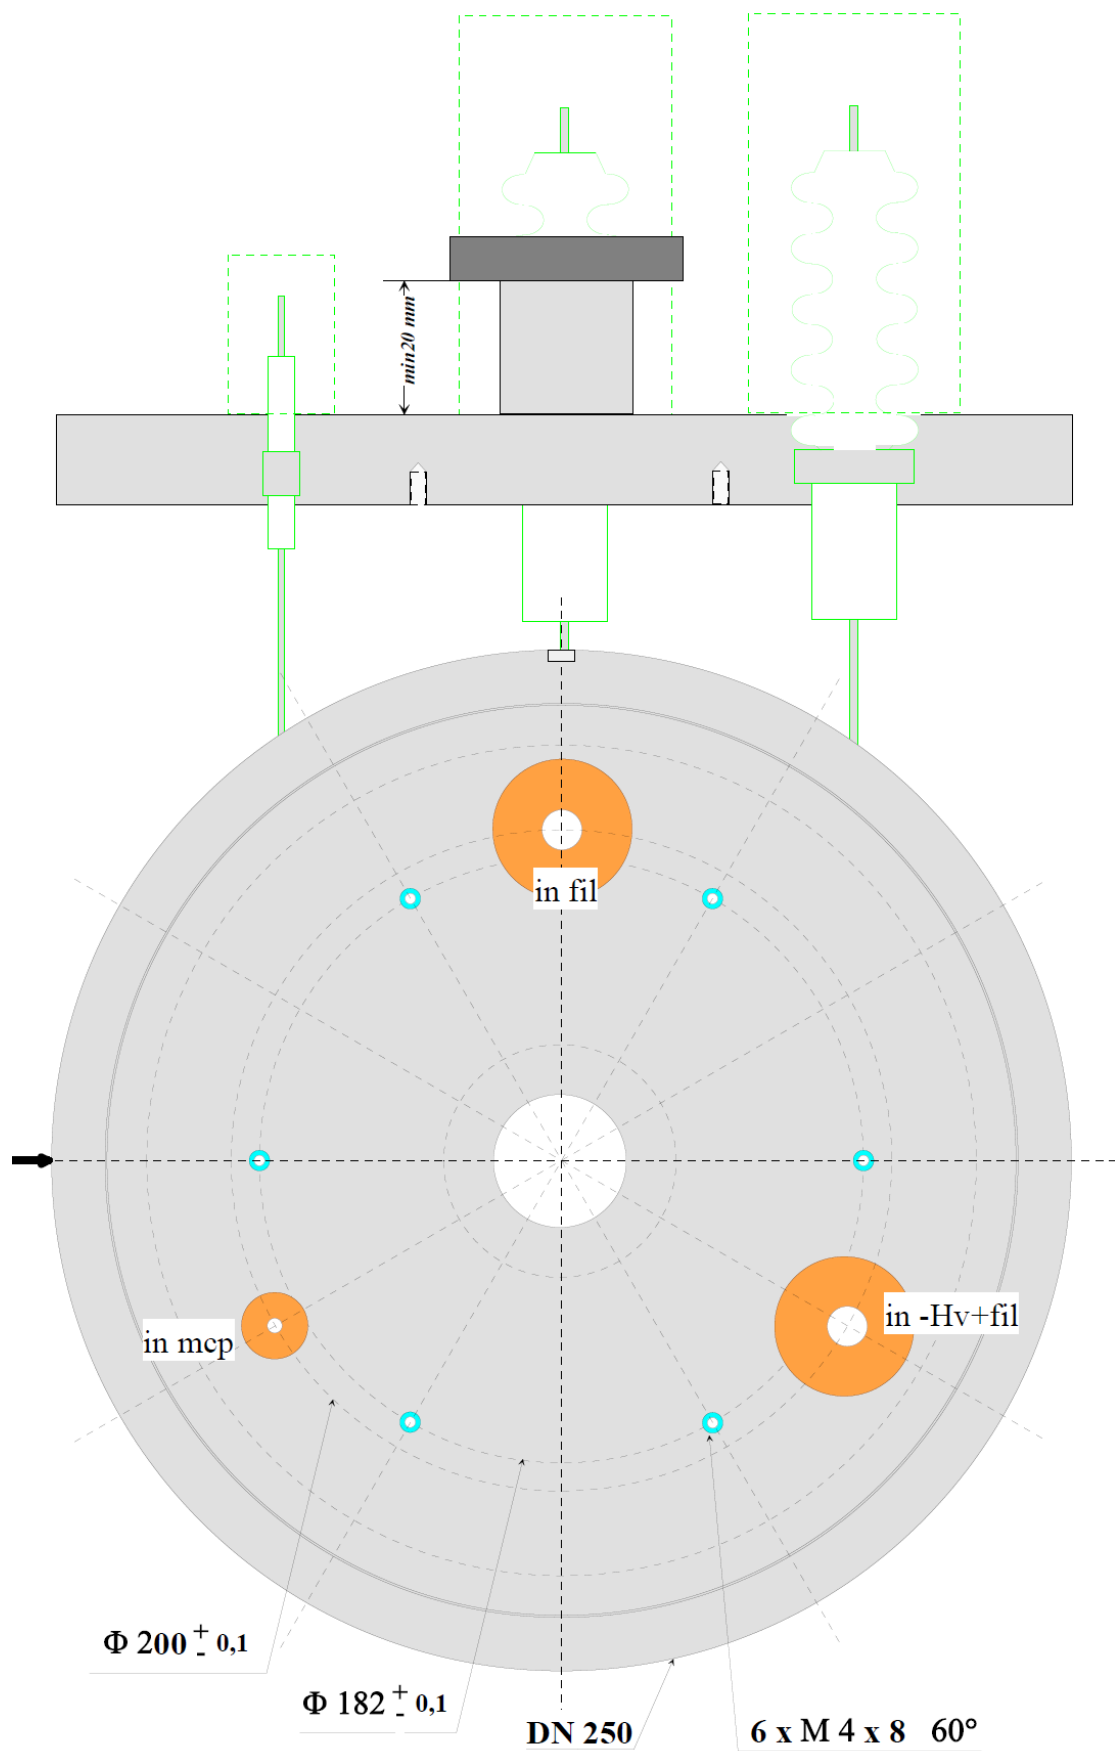 min20 mm
in fil
in -Hv+fil
in mcp
Φ 200 ± 0,1
Φ 182 ± 0,1
DN 250
6 x M 4 x 8 60°